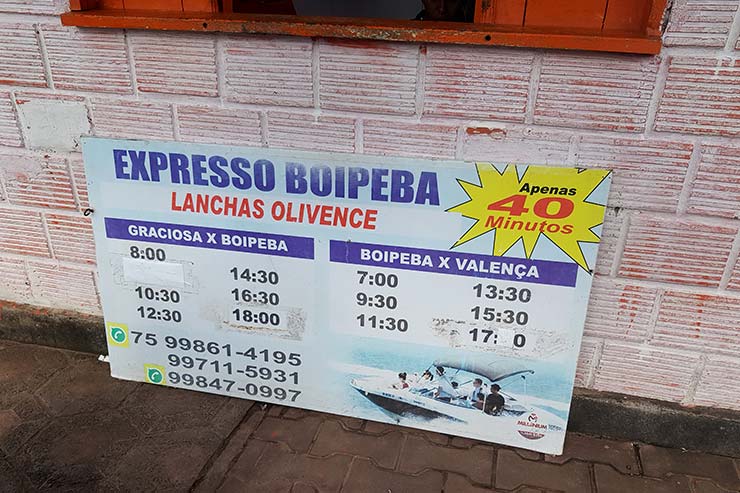 EXPRESSO BOIPEBA
LANCHAS OLIVENCE
Apenas
40
Minutos
GRACIOSA X BOIPEBA
8:00
14:30
10:30 16:30
12:30 18:00
BOIPEBA X VALENÇA
7:00 13:30
9:30 15:30
11:30
75 99861-4195
99711-5931
99847-0997
MILLENIUM